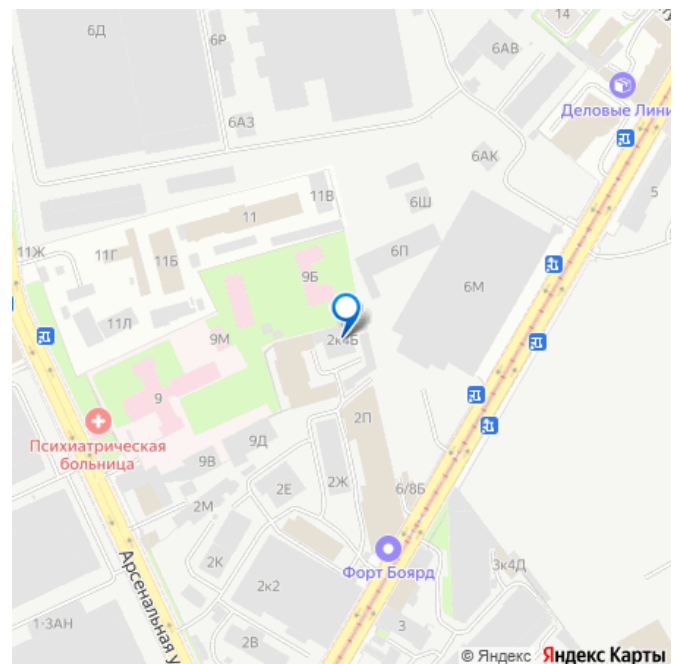 14
6Д
6Р
6АВ
Деловые Лини
6АЗ
6АК
5
11В
6Ш
11
11Ж
11Г
11Б
6П
9Б
6М
11Л
9М
2к4Б
9
2П
Психиатрическая
больница
9Д
9В
2Е
2Ж
6/8Б
2М
Форт Боярд
2К
3к4Д
Арсенальная у
2к2
1-3АН
3
2В
© Яндекс Яндекс Карты